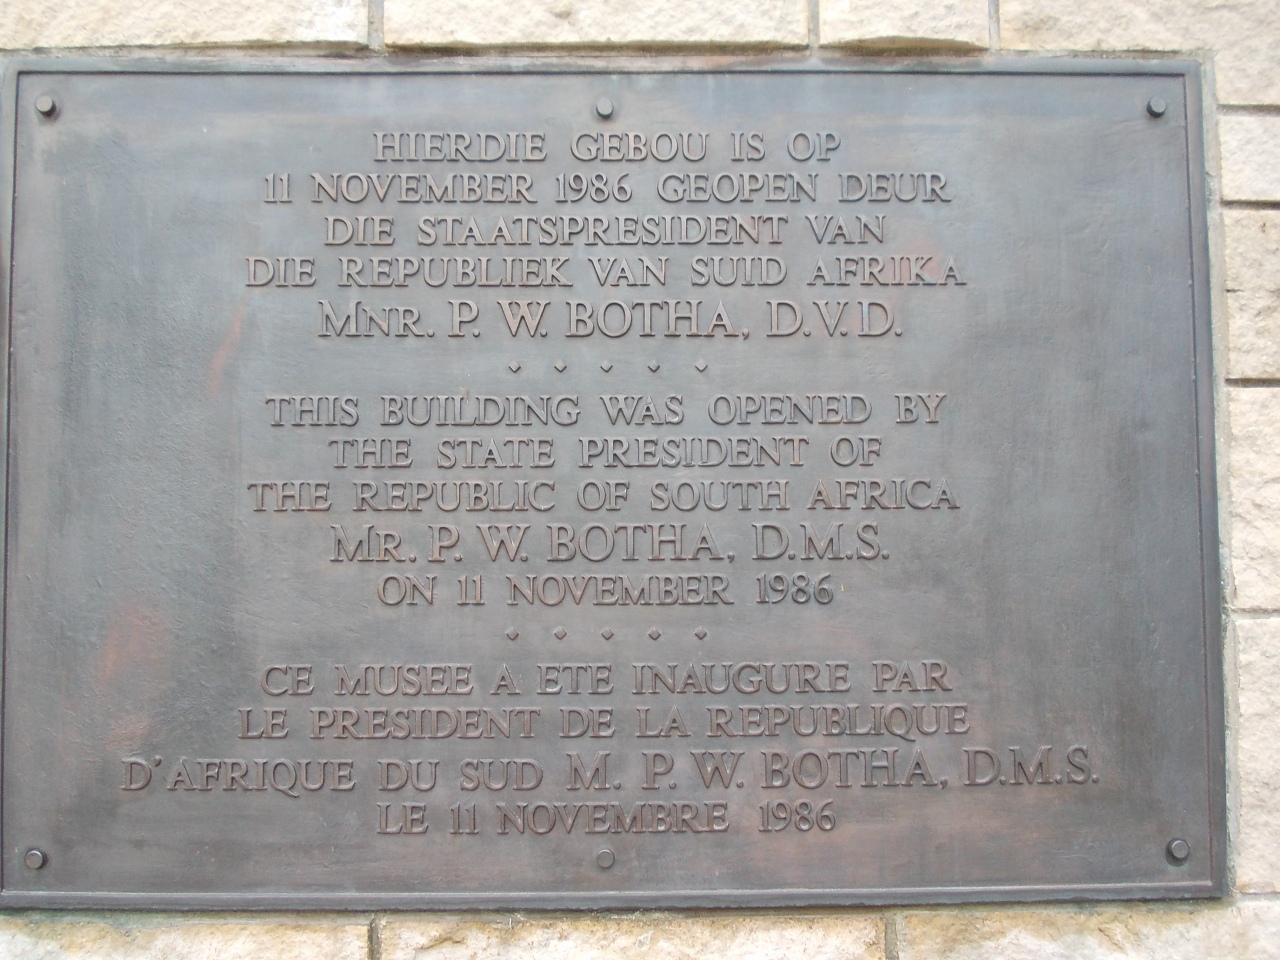 HIERDIE GEBOU IS OP
11 NOVEMBER 1986 GEOPEN DEUR
DIE STAATSPRESIDENT VAN
DIE REPUBLIEK VAN SUID AFRIKA
MNR. P. W. BOTHA, D.V.D.
THIS BUILDING WAS OPENED BY
THE STATE PRESIDENT OF
THE REPUBLIC OF SOUTH AFRICA
MR. P. W. BOTHA, D.M.S.
ON 11 NOVEMBER 1986
CE MUSEE A ETE INAUGURE PAR
LE PRESIDENT DE LA REPUBLIQUE
D'AFRIQUE DU SUD M. P. W. BOTHA, D.M.S.
LE 11 NOVEMBRE 1986